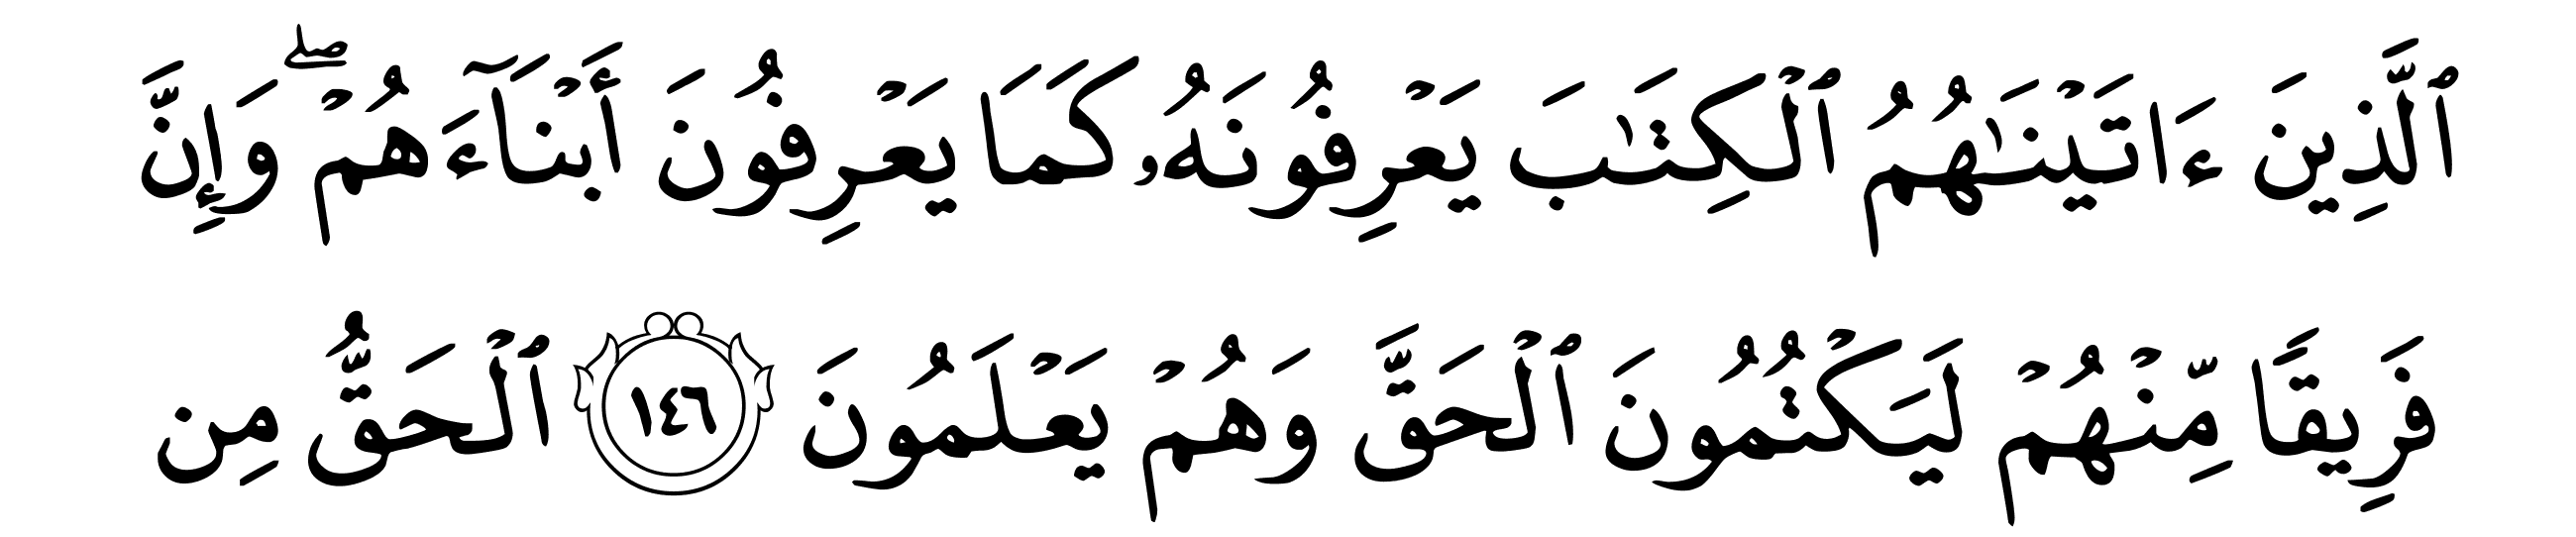 ٱلَّذِينَ ءَاتَيْنَٰهُمُ ٱلْكِتَٰبَ يَعْرِفُونَهُۥ كَمَا يَعْرِفُونَ أَبْنَآءَهُمْ ۖ وَإِنَّ
فَرِيقًا مِّنْهُمْ لَيَكْتُمُونَ ٱلْحَقَّ وَهُمْ يَعْلَمُونَ ١٤٦ ٱلْحَقُّ مِن